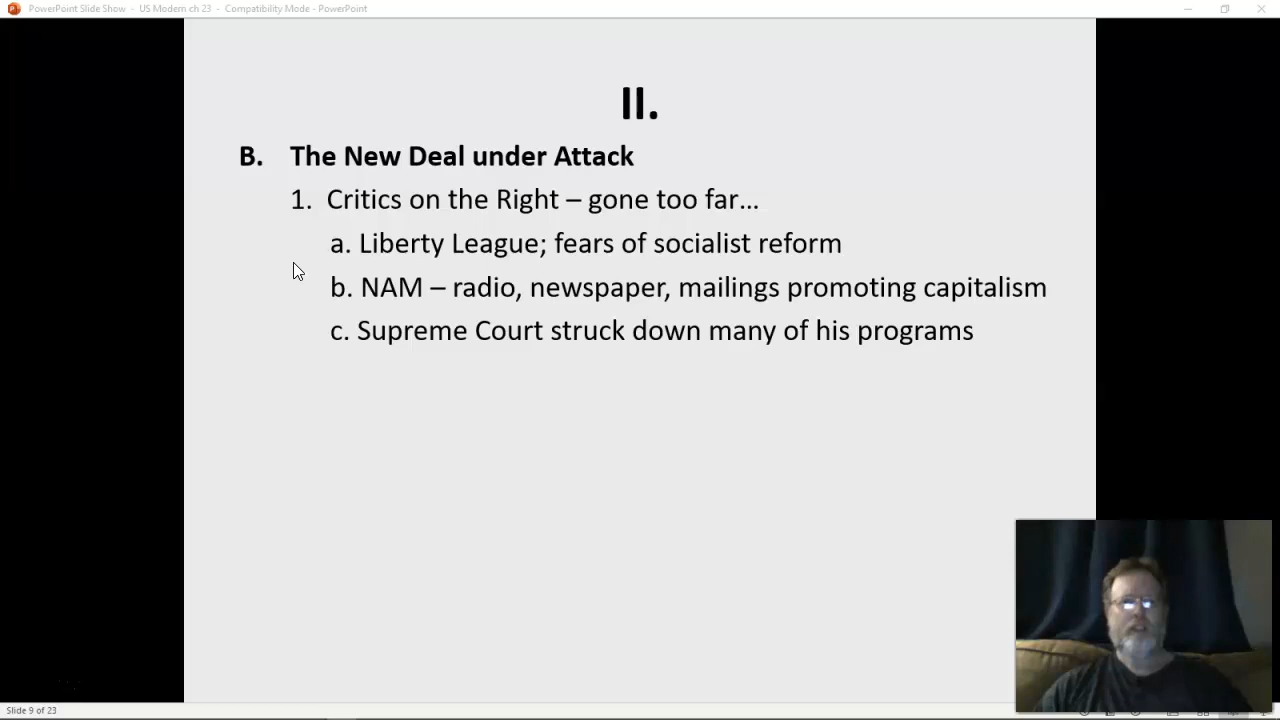 PowerPoint Slide Show - US Modern ch 23 - Compatibility Mode - PowerPoint
II.
B. The New Deal under Attack
1. Critics on the Right – gone too far…
a. Liberty League; fears of socialist reform
b. NAM – radio, newspaper, mailings promoting capitalism
c. Supreme Court struck down many of his programs
Slide 9 of 23